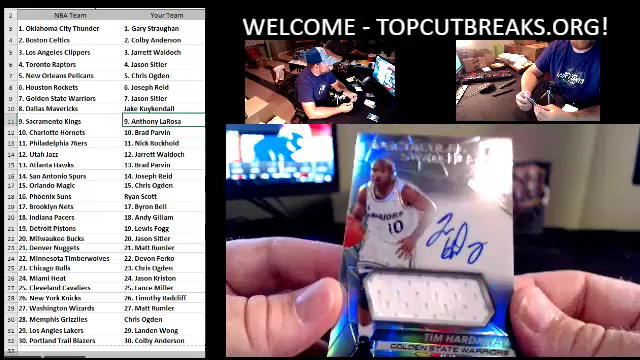 WELCOME - TOPCUTBREAKS.ORG!
NBA Team Your Team
1. Oklahoma City Thunder 1. Gary Straughan
2. Boston Celtics 2. Colby Anderson
3. Los Angeles Clippers 3. Jarrett Waldoch
4. Toronto Raptors 4. Jason Sitler
5. New Orleans Pelicans 5. Chris Ogden
6. Houston Rockets 6. Joseph Reid
7. Golden State Warriors 7. Jason Sitler
8. Dallas Mavericks Jake Kuykendall
9. Sacramento Kings 9. Anthony LaRosa
10. Charlotte Hornets 10. Brad Parvin
11. Philadelphia 76ers 11. Nick Rockhold
12. Utah Jazz 12. Jarrett Waldoch
13. Atlanta Hawks 13. Brad Parvin
14. San Antonio Spurs 14. Joseph Reid
15. Orlando Magic 15. Chris Ogden
16. Phoenix Suns Ryan Scott
17. Brooklyn Nets 17. Byron Bell
18. Indiana Pacers 18. Andy Gillam
19. Detroit Pistons 19. Lewis Fogg
20. Milwaukee Bucks 20. Jason Sitler
21. Denver Nuggets 21. Matt Rumler
22. Minnesota Timberwolves 22. Devon Ferko
23. Chicago Bulls 23. Chris Ogden
24. Miami Heat 24. Jason Kriston
25. Cleveland Cavaliers 25. Lance Miller
26. New York Knicks 26. Timothy Radcliff
27. Washington Wizards 27. Matt Rumler
28. Memphis Grizzlies Chris Ogden
29. Los Angeles Lakers 29. Landen Wong
30. Portland Trail Blazers 30. Colby Anderson
10
TIM HARDAWAY
GOLDEN STATE WARRIORS